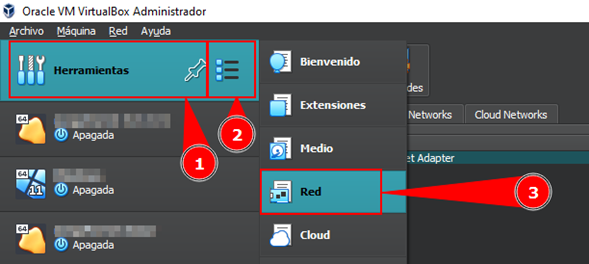 Oracle VM VirtualBox Administrador
Archivo Máquina Red Ayuda
Herramientas
1
2
64
Apagada
64
11
Apagada
64
Apagada
Bienvenido
Extensiones
Medio
Red
3
Cloud
des
Networks Cloud Networks
et Adapter